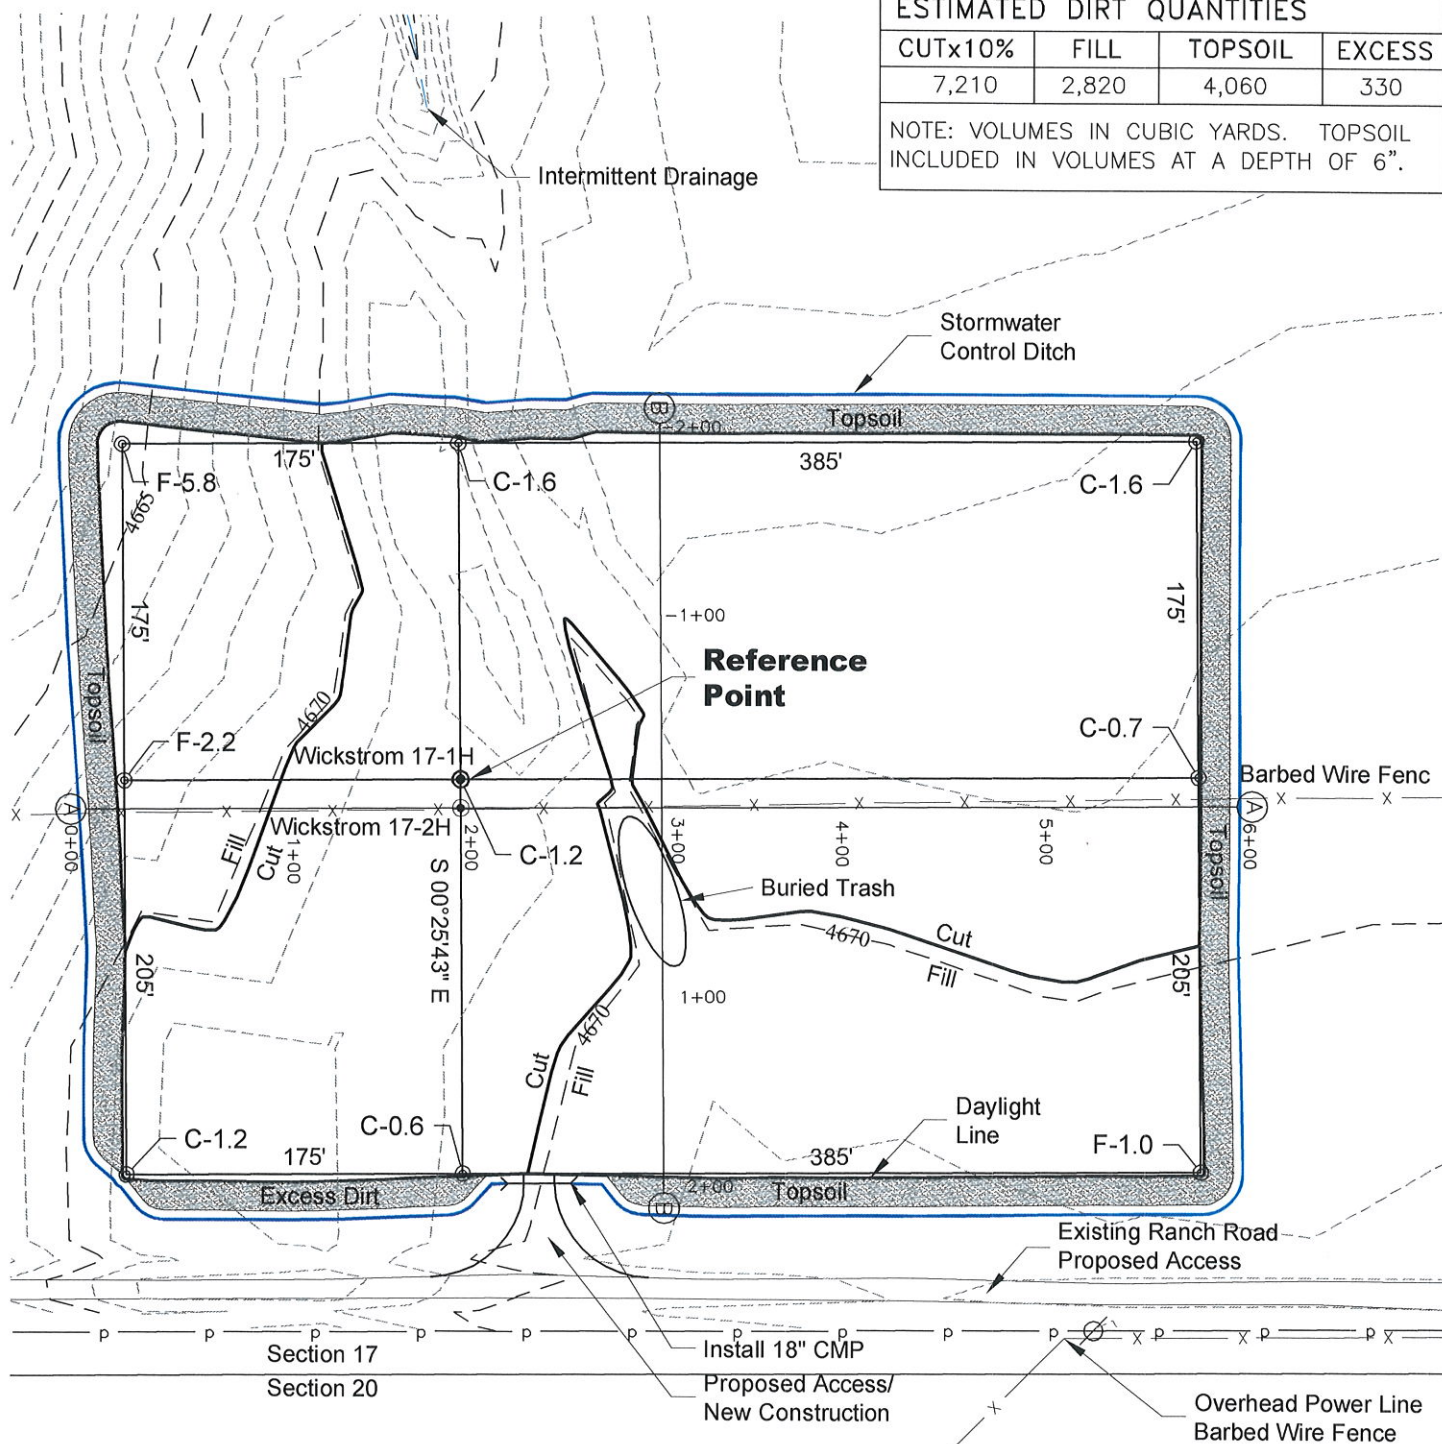 ESTIMATED DIRT QUANTITIES
CUTx10% FILL TOPSOIL EXCESS
7,210 2,820 4,060 330
NOTE: VOLUMES IN CUBIC YARDS. TOPSOIL
INCLUDED IN VOLUMES AT A DEPTH OF 6".
Intermittent Drainage
Stormwater
Control Ditch
B
-2+00
Topsoil
175'
385'
F-5.8
C-1.6
C-1.6
4665
175'
175'
-1+00
Reference
Point
Topsoil
4670
F-2.2
C-0.7
Wickstrom 17-1H
Barbed Wire Fenc
X X X X X X X X X X X X X X
A
A
0+00
Wickstrom 17-2H
1+00
2+00
3+00
4+00
5+00
6+00
Fill
Cut
C-1.2
Topsoil
Buried Trash
S 00°25'43" E
4670
Cut
Fill
205'
205'
1+00
4670
Cut
Fill
Daylight
Line
C-1.2
C-0.6
F-1.0
175'
385'
Excess Dirt
2+00
Topsoil
B
Existing Ranch Road
Proposed Access
p p p p p p p p p p X p X p X p X
Section 17
Install 18" CMP
Section 20
Proposed Access/
New Construction
X
Overhead Power Line
Barbed Wire Fence